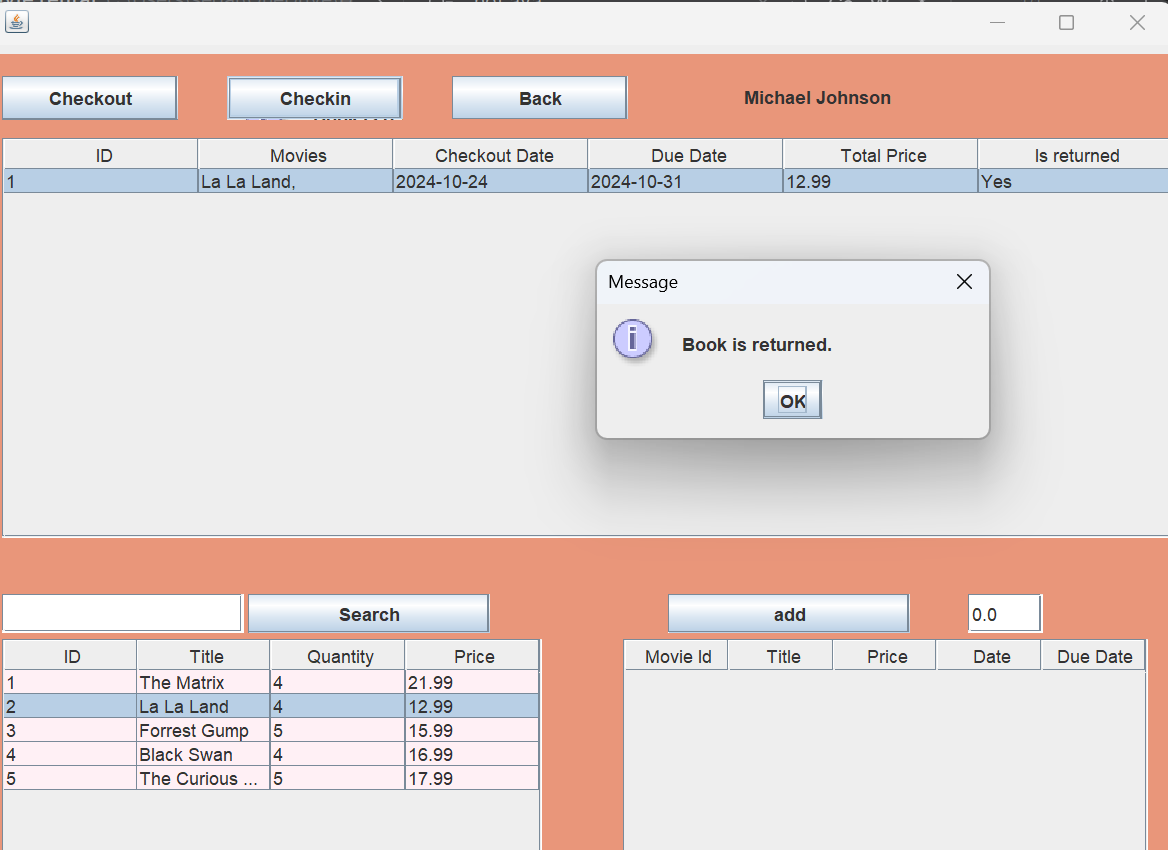 Checkout Checkin Back Michael Johnson
ID Movies Checkout Date Due Date Total Price Is returned
1 La La Land, 2024-10-24 2024-10-31 12.99 Yes
Message
Book is returned.
OK
Search add 0.0
ID Title Quantity Price
1 The Matrix 4 21.99
2 La La Land 4 12.99
3 Forrest Gump 5 15.99
4 Black Swan 4 16.99
5 The Curious ... 5 17.99
Movie Id Title Price Date Due Date